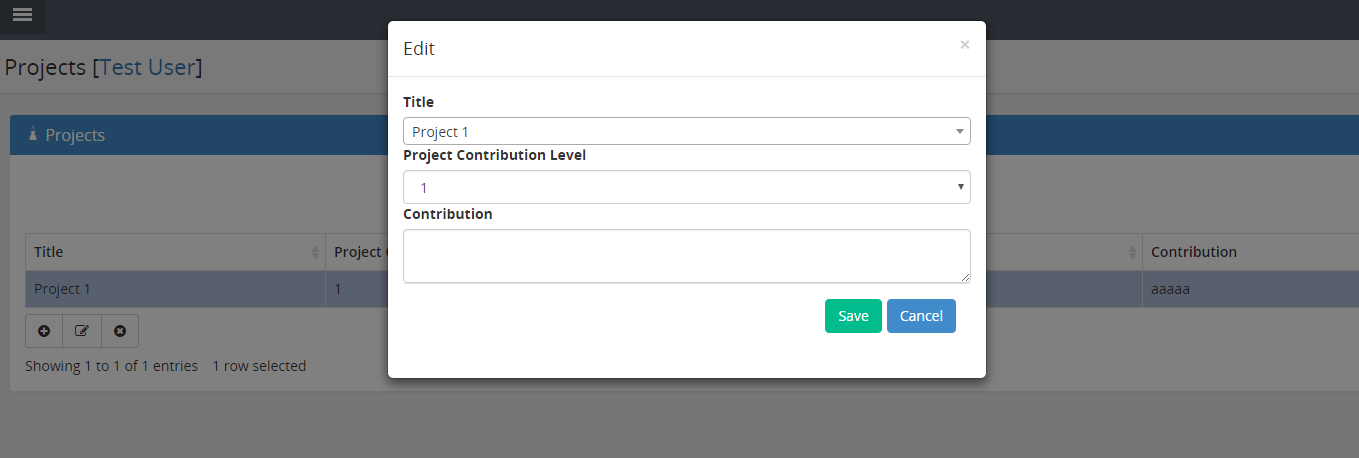 Edit ×
Projects [Test User]
Title
Projects
Project 1
Project Contribution Level
1
Contribution
Title Project C Contribution
Project 1 1 aaaaa
Save Cancel
Showing 1 to 1 of 1 entries 1 row selected